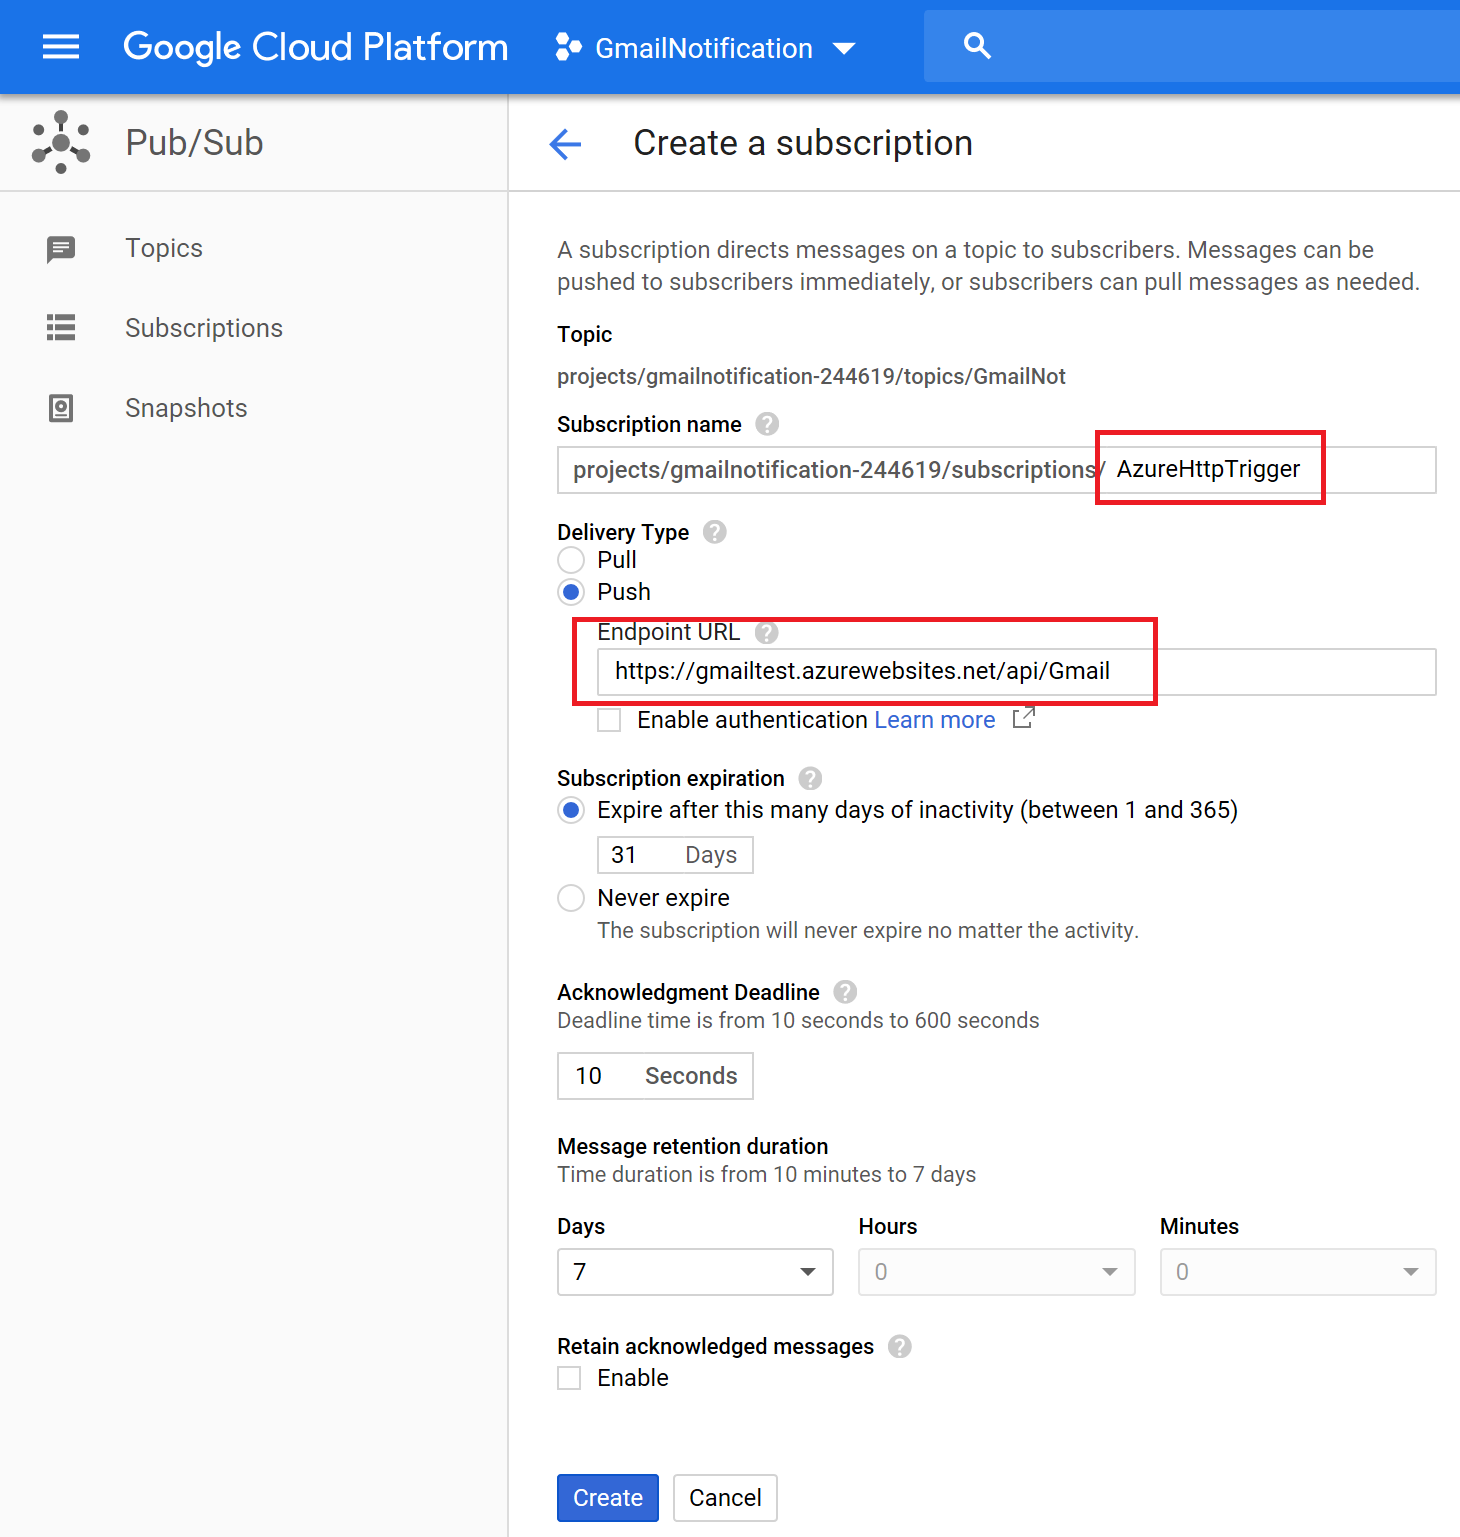 Google Cloud Platform GmailNotification
Pub/Sub
Create a subscription
Topics
Subscriptions
Snapshots
A subscription directs messages on a topic to subscribers. Messages can be
pushed to subscribers immediately, or subscribers can pull messages as needed.
Topic
projects/gmailnotification-244619/topics/GmailNot
Subscription name ?
projects/gmailnotification-244619/subscriptions/ AzureHttpTrigger
Delivery Type ?
Pull
Push
Endpoint URL ?
https://gmailtest.azurewebsites.net/api/Gmail
Enable authentication Learn more
Subscription expiration ?
Expire after this many days of inactivity (between 1 and 365)
31 Days
Never expire
The subscription will never expire no matter the activity.
Acknowledgment Deadline ?
Deadline time is from 10 seconds to 600 seconds
10 Seconds
Message retention duration
Time duration is from 10 minutes to 7 days
Days Hours Minutes
7 0 0
Retain acknowledged messages ?
Enable
Create Cancel